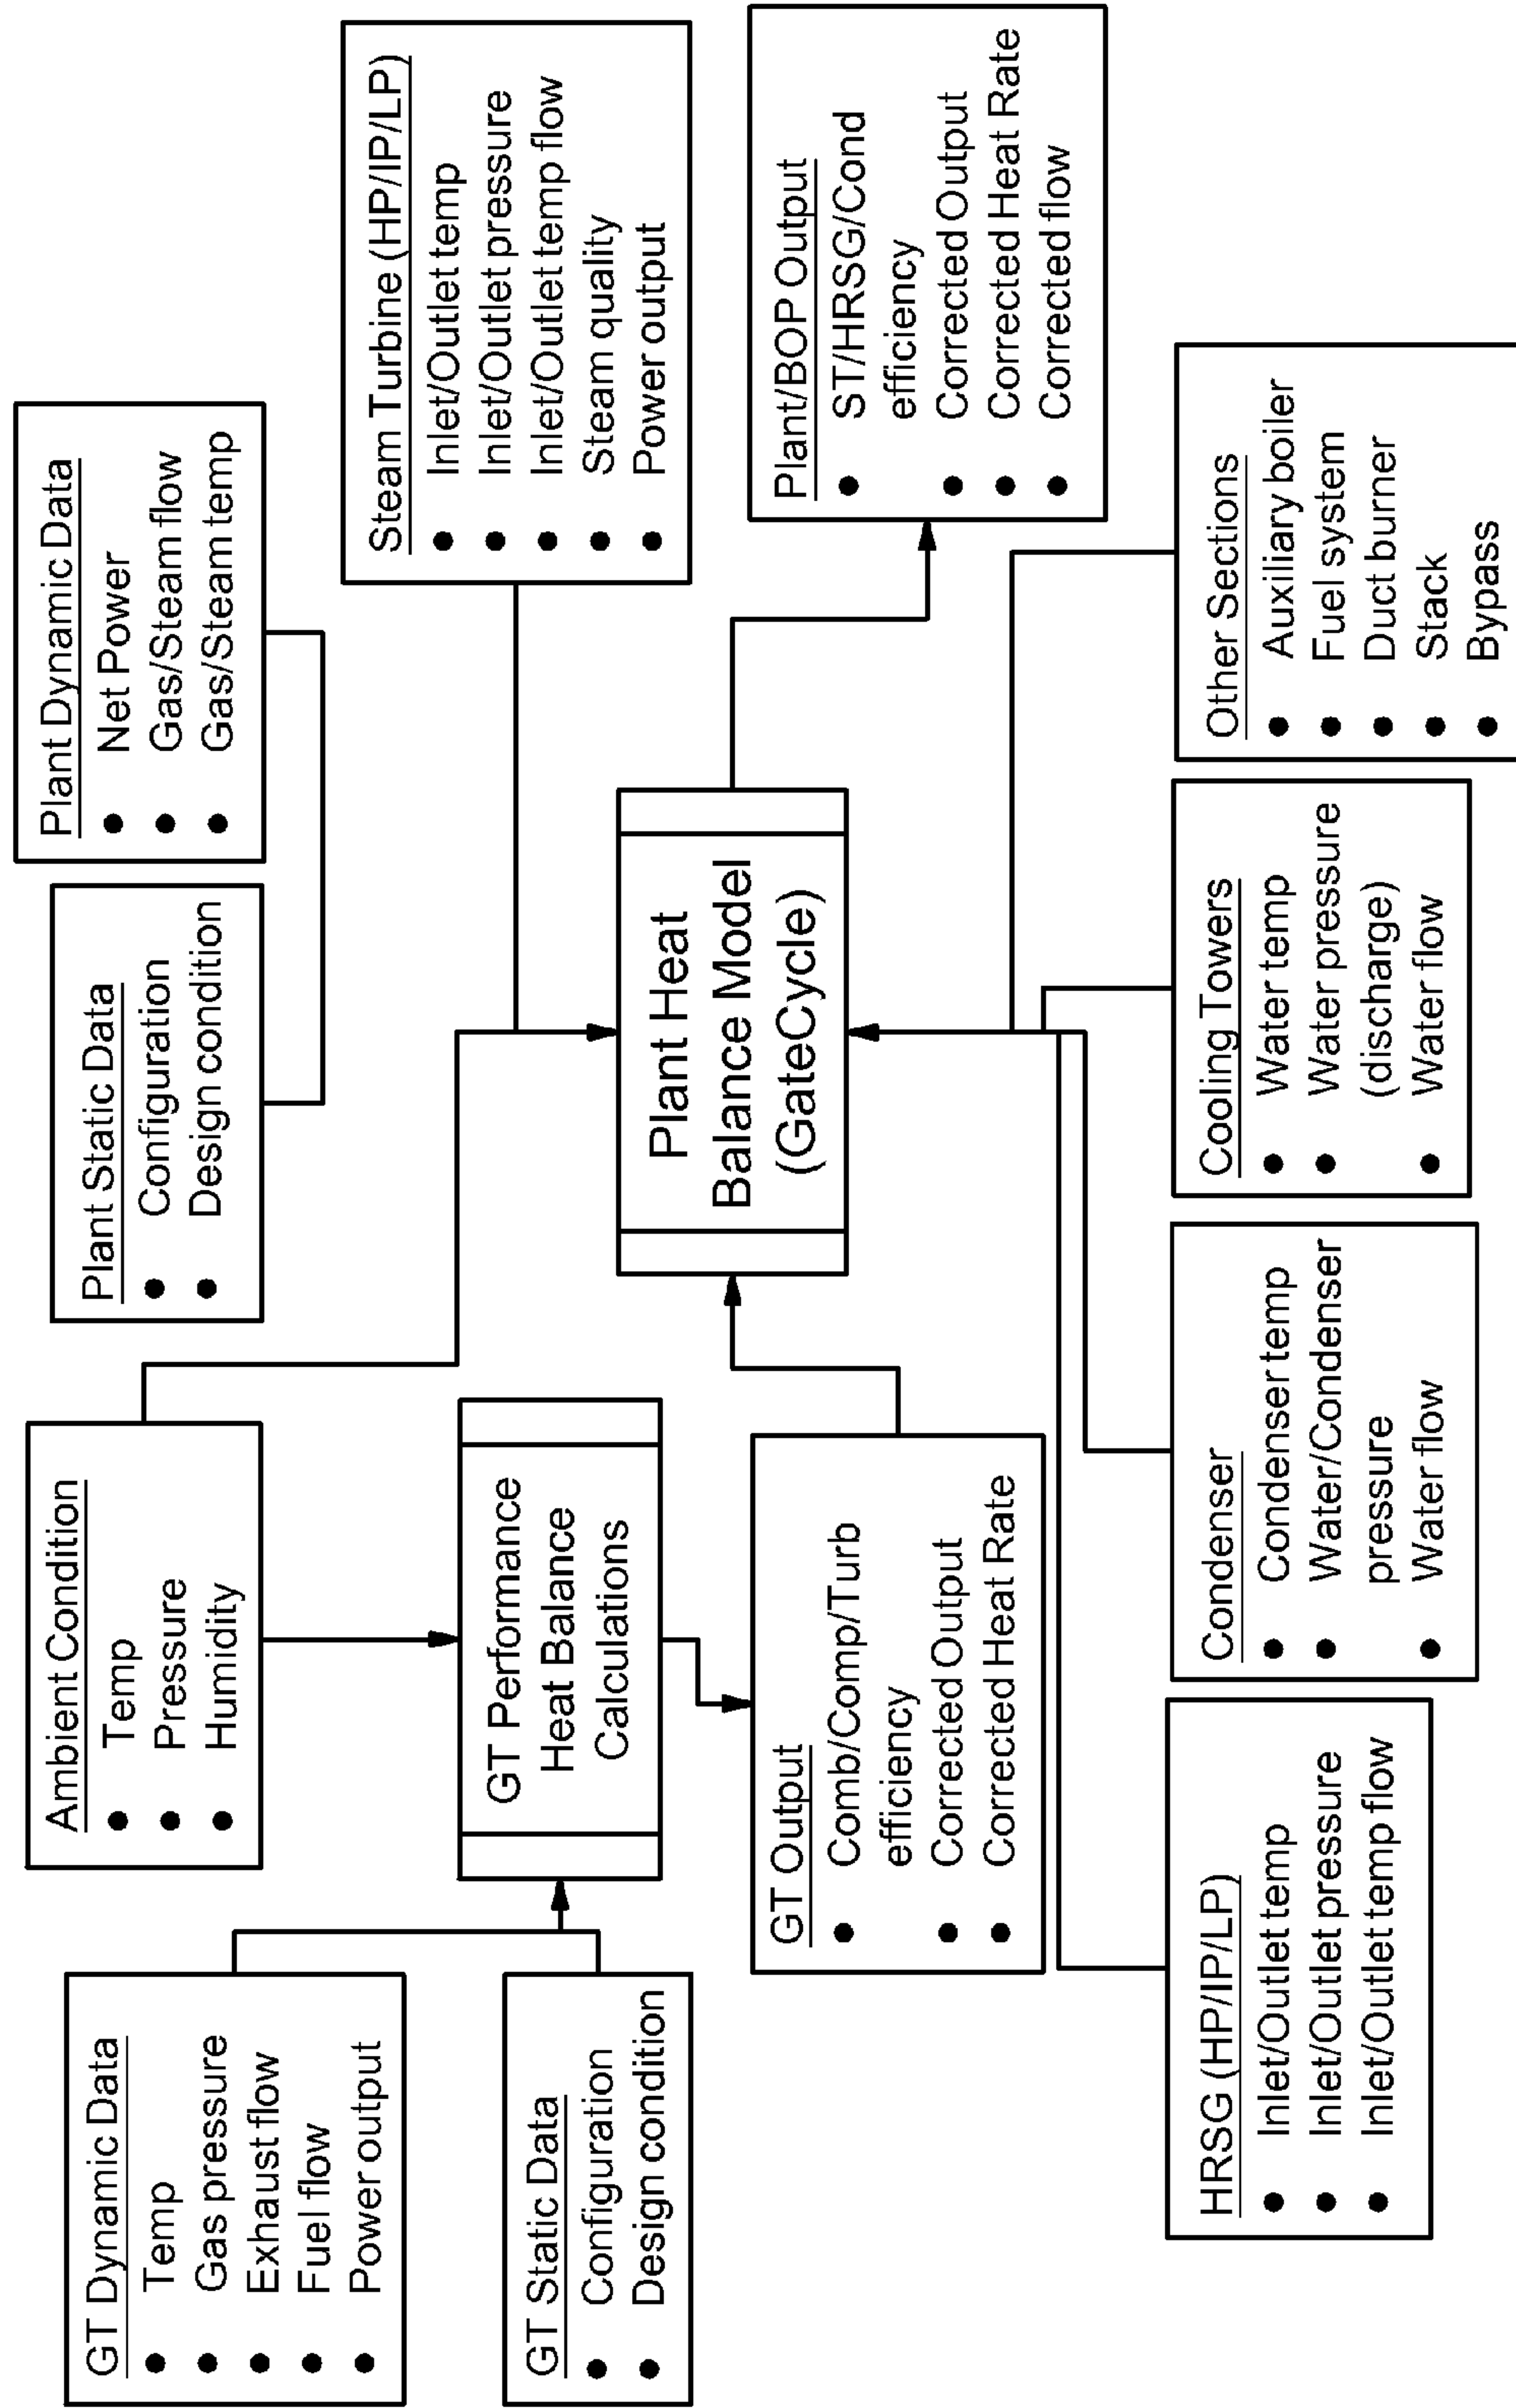 GT Dynamic Data
Temp
Gas pressure
Exhaust flow
Fuel flow
Power output
GT Static Data
Configuration
Design condition
Ambient Condition
Temp
Pressure
Humidity
GT Performance
Heat Balance
Calculations
GT Output
Comb/Comp/Turb
efficiency
Corrected Output
Corrected Heat Rate
Plant Static Data
Configuration
Design condition
Plant Dynamic Data
Net Power
Gas/Steam flow
Gas/Steam temp
Steam Turbine (HP/IP/LP)
Inlet/Outlet temp
Inlet/Outlet pressure
Inlet/Outlet temp flow
Steam quality
Power output
Plant Heat
Balance Model
(GateCycle)
Plant/BOP Output
ST/HRSG/Cond
efficiency
Corrected Output
Corrected Heat Rate
Corrected flow
HRSG (HP/IP/LP)
Inlet/Outlet temp
Inlet/Outlet pressure
Inlet/Outlet temp flow
Condenser
Condenser temp
Water/Condenser
pressure
Water flow
Cooling Towers
Water temp
Water pressure
(discharge)
Water flow
Other Sections
Auxiliary boiler
Fuel system
Duct burner
Stack
Bypass